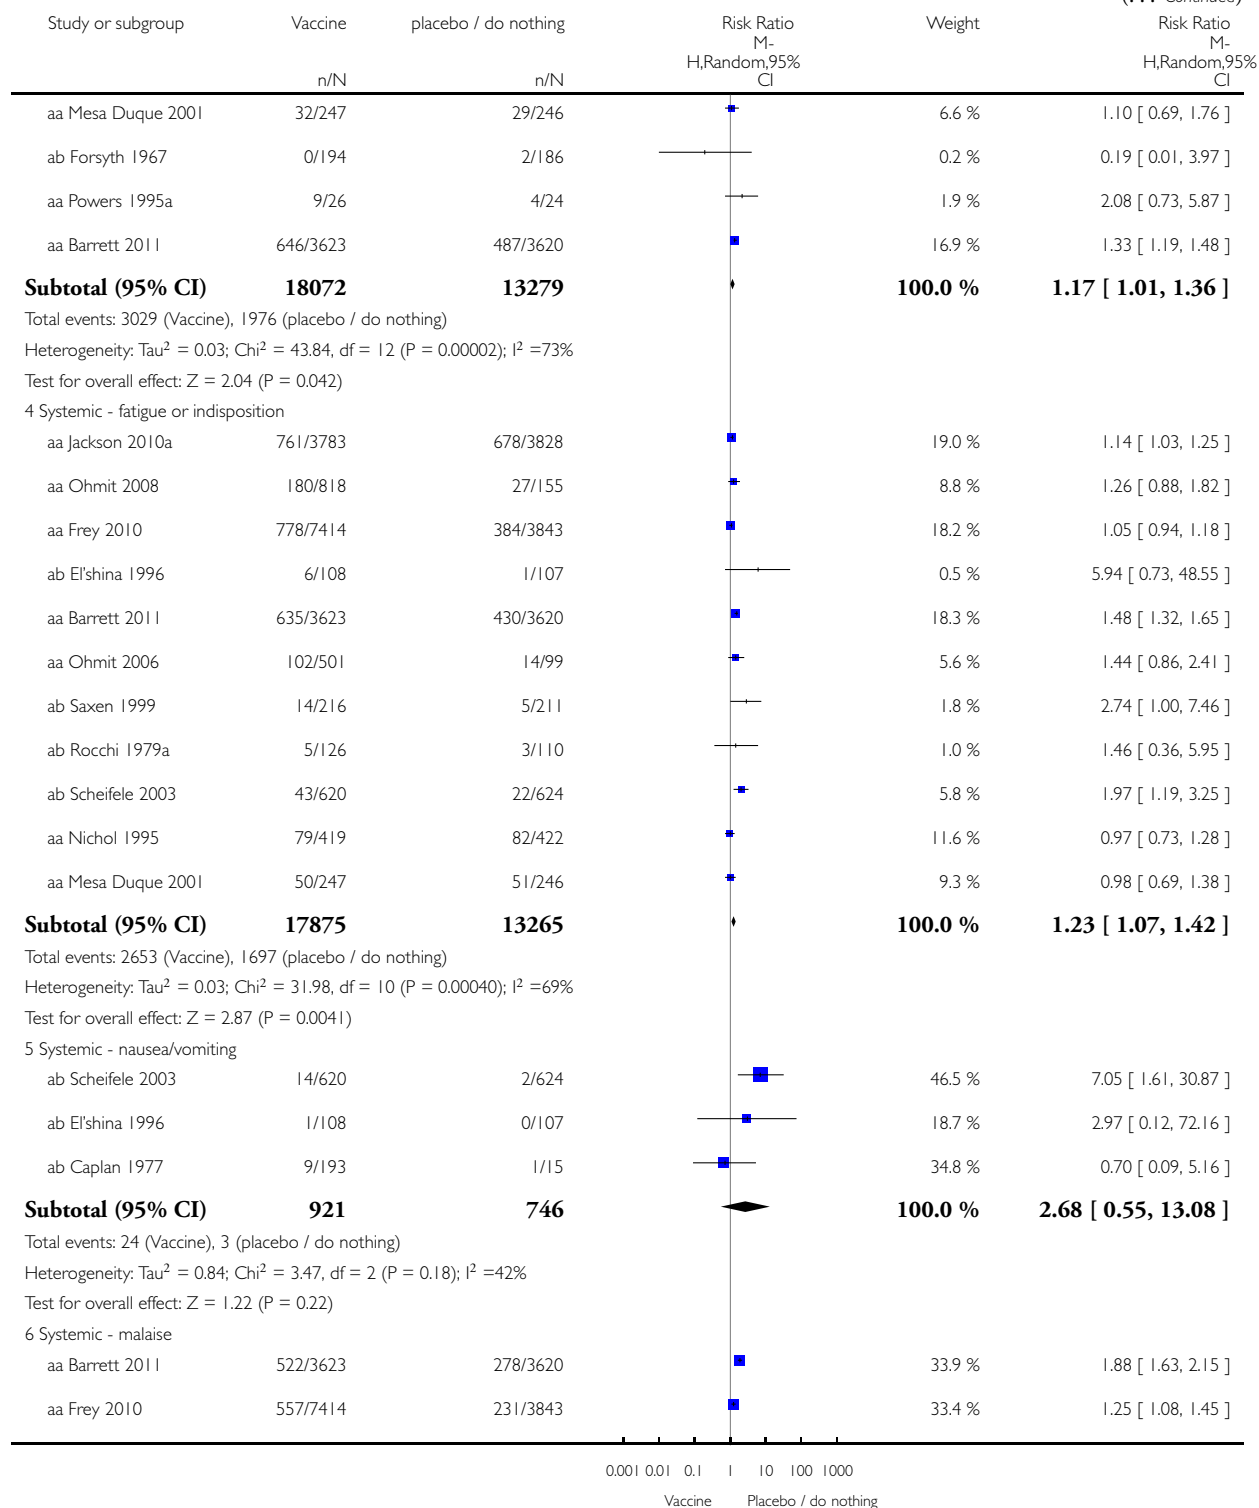 (... Continued)
Study or subgroup Vaccine placebo / do nothing Risk Ratio Weight Risk Ratio
M- M-
H,Random,95% H,Random,95%
n/N n/N CI CI
aa Mesa Duque 2001 32/247 29/246 6.6 % 1.10 [ 0.69, 1.76 ]
ab Forsyth 1967 0/194 2/186 0.2 % 0.19 [ 0.01, 3.97 ]
aa Powers 1995a 9/26 4/24 1.9 % 2.08 [ 0.73, 5.87 ]
aa Barrett 2011 646/3623 487/3620 16.9 % 1.33 [ 1.19, 1.48 ]
Subtotal (95% CI) 18072 13279 100.0 % 1.17 [ 1.01, 1.36 ]
Total events: 3029 (Vaccine), 1976 (placebo / do nothing)
Heterogeneity: Tau² = 0.03; Chi² = 43.84, df = 12 (P = 0.00002); I² =73%
Test for overall effect: Z = 2.04 (P = 0.042)
4 Systemic - fatigue or indisposition
aa Jackson 2010a 761/3783 678/3828 19.0 % 1.14 [ 1.03, 1.25 ]
aa Ohmit 2008 180/818 27/155 8.8 % 1.26 [ 0.88, 1.82 ]
aa Frey 2010 778/7414 384/3843 18.2 % 1.05 [ 0.94, 1.18 ]
ab El'shina 1996 6/108 1/107 0.5 % 5.94 [ 0.73, 48.55 ]
aa Barrett 2011 635/3623 430/3620 18.3 % 1.48 [ 1.32, 1.65 ]
aa Ohmit 2006 102/501 14/99 5.6 % 1.44 [ 0.86, 2.41 ]
ab Saxen 1999 14/216 5/211 1.8 % 2.74 [ 1.00, 7.46 ]
ab Rocchi 1979a 5/126 3/110 1.0 % 1.46 [ 0.36, 5.95 ]
ab Scheifele 2003 43/620 22/624 5.8 % 1.97 [ 1.19, 3.25 ]
aa Nichol 1995 79/419 82/422 11.6 % 0.97 [ 0.73, 1.28 ]
aa Mesa Duque 2001 50/247 51/246 9.3 % 0.98 [ 0.69, 1.38 ]
Subtotal (95% CI) 17875 13265 100.0 % 1.23 [ 1.07, 1.42 ]
Total events: 2653 (Vaccine), 1697 (placebo / do nothing)
Heterogeneity: Tau² = 0.03; Chi² = 31.98, df = 10 (P = 0.00040); I² =69%
Test for overall effect: Z = 2.87 (P = 0.0041)
5 Systemic - nausea/vomiting
ab Scheifele 2003 14/620 2/624 46.5 % 7.05 [ 1.61, 30.87 ]
ab El'shina 1996 1/108 0/107 18.7 % 2.97 [ 0.12, 72.16 ]
ab Caplan 1977 9/193 1/15 34.8 % 0.70 [ 0.09, 5.16 ]
Subtotal (95% CI) 921 746 100.0 % 2.68 [ 0.55, 13.08 ]
Total events: 24 (Vaccine), 3 (placebo / do nothing)
Heterogeneity: Tau² = 0.84; Chi² = 3.47, df = 2 (P = 0.18); I² =42%
Test for overall effect: Z = 1.22 (P = 0.22)
6 Systemic - malaise
aa Barrett 2011 522/3623 278/3620 33.9 % 1.88 [ 1.63, 2.15 ]
aa Frey 2010 557/7414 231/3843 33.4 % 1.25 [ 1.08, 1.45 ]
0.001 0.01 0.1 1 10 100 1000
Vaccine Placebo / do nothing